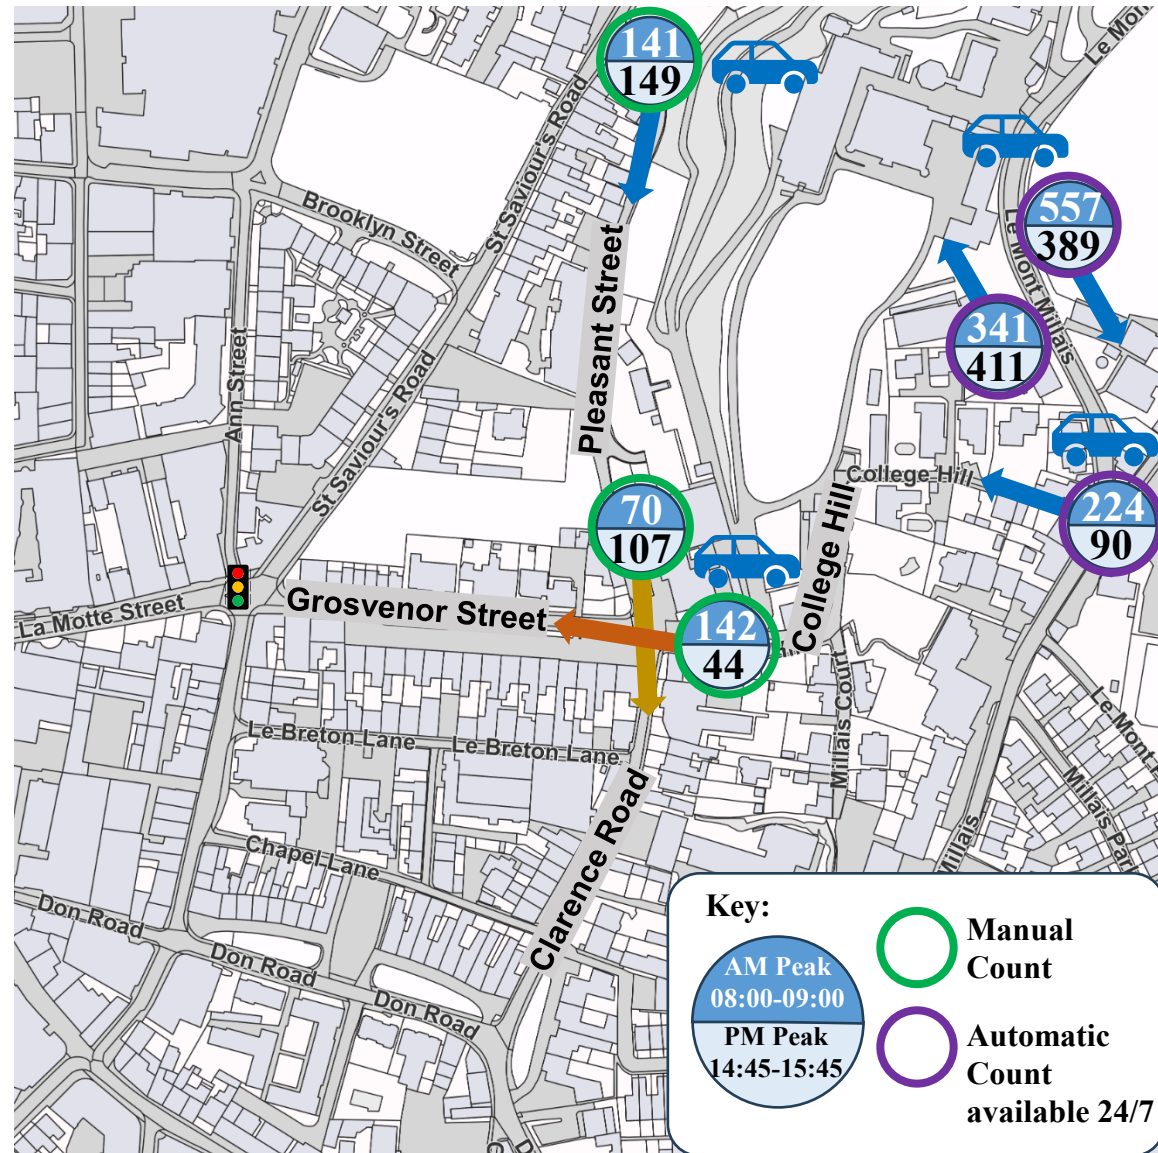 141
149
Le Mon
St Saviour's Road
Brooklyn Street
557
389
Le Mont Millais
Pleasant Street
341
411
Ann Street
St Saviour's Road
College Hill
224
90
70
107
College Hill
La Motte Street
Grosvenor Street
142
44
Millais Court
Le Mont
Le Breton Lane
Le Breton Lane
Millais Park
Clarence Road
Chapel Lane
Millais
Don Road
Don Road
Don Road
Key:
AM Peak
08:00-09:00
PM Peak
14:45-15:45
Manual
Count
Automatic
Count
available 24/7